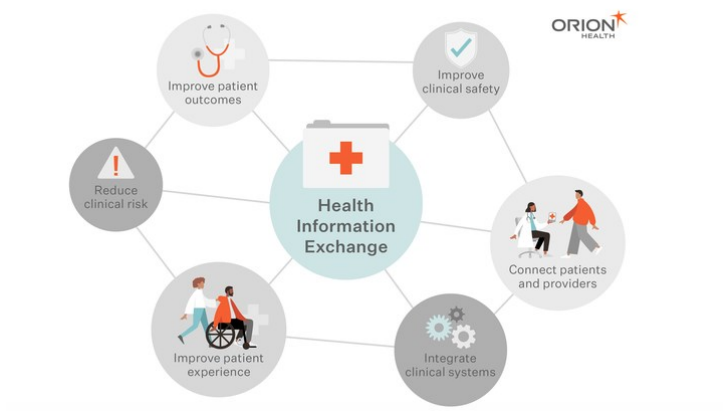 ORION
HEALTH
Improve patient
outcomes
Improve
clinical safety
Reduce
clinical risk
Health
Information
Exchange
Connect patients
and providers
Improve patient
experience
Integrate
clinical systems